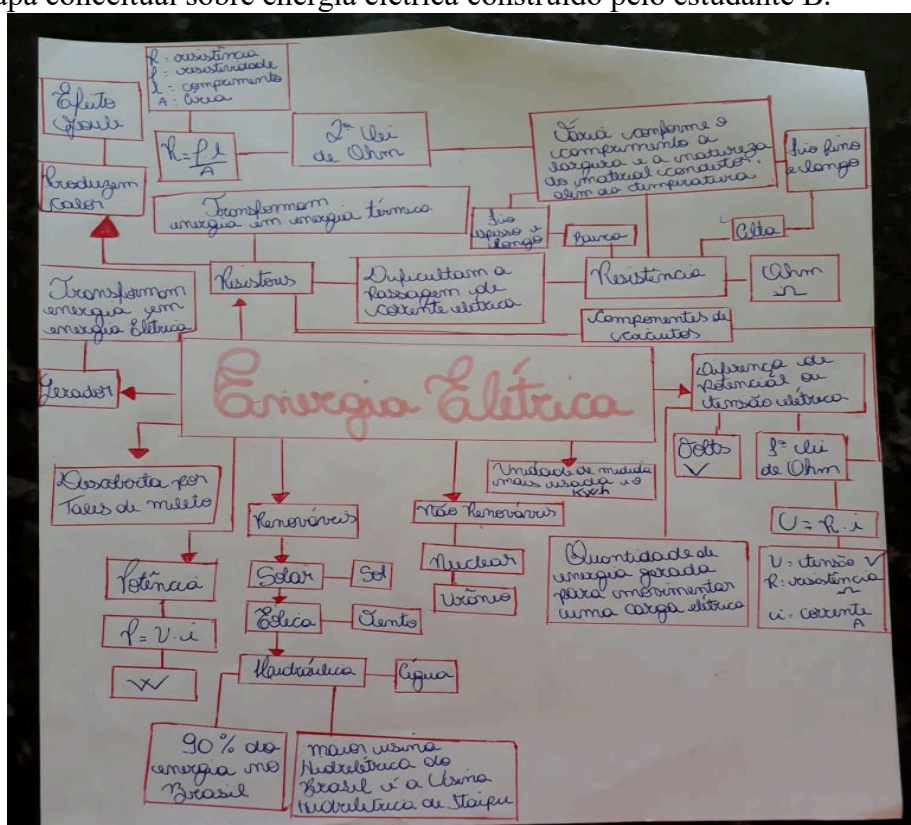 apa conceitual sobre energia elétrica construído pelo estudante B.
R: resistência
ρ: resistividade
l = comprimento
A: área
Efeito
Joule
R = ρl
A
2ª Lei
de Ohm
Varia conforme o
comprimento a
largura e a natureza
do material condutor.
além da temperatura
fio fino
e longo
Produzem
calor
Transformam
energia em energia térmica
fio
espesso e
longo
Baixa
Alta
Resistores
Dificultam a
Passagem de
corrente elétrica
Resistência
Ohm
Ω
Transformam
energia em
energia Elétrica
Componentes de
circuitos
Gerador
Energia Elétrica
Diferença de
Potencial ou
tensão elétrica
Volts
V
1ª Lei
de Ohm
Descoberta por
Tales de mileto
Unidade de medida
mais usada é o
KWh
Renováveis
Não Renováveis
U = R.i
Potência
Solar
Sol
Nuclear
Urânio
Quantidade de
energia gerada
para movimentar
uma carga elétrica
U = tensão V
R: resistência
Ω
i: corrente
A
P = U.i
Eólica
Vento
W
Água
90% da
energia no
Brasil
maior usina
Hidrelétrica do
Brasil é a Usina
Hidrelétrica de Itaipu